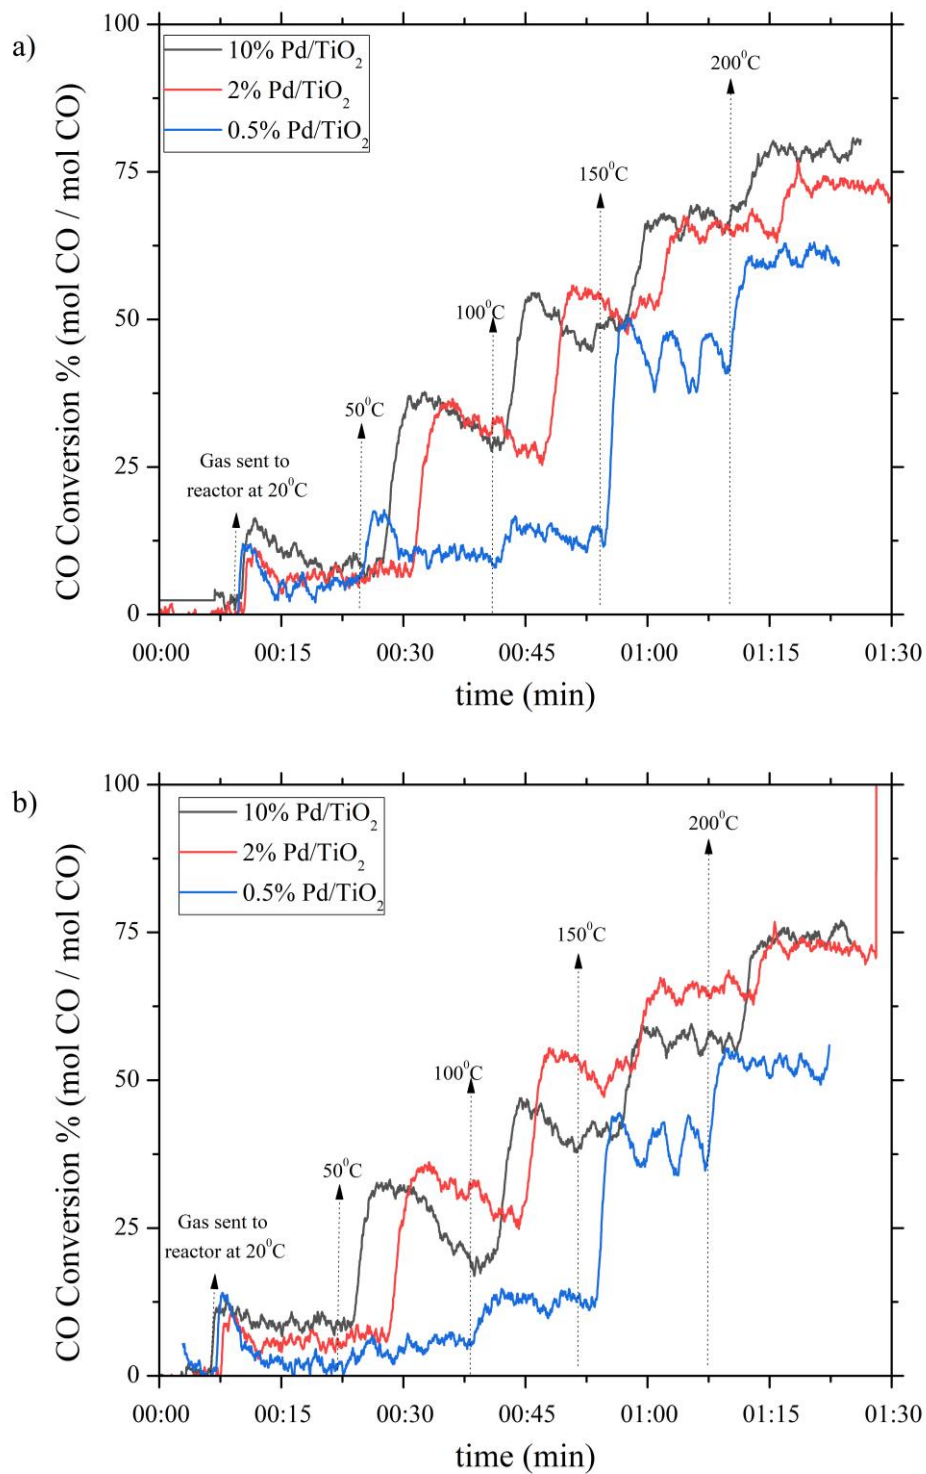 a)
CO Conversion % (mol CO / mol CO)
100
75
50
25
0
10% Pd/TiO₂
2% Pd/TiO₂
0.5% Pd/TiO₂
Gas sent to
reactor at 20⁰C
50⁰C
100⁰C
150⁰C
200⁰C
00:00 00:15 00:30 00:45 01:00 01:15 01:30
time (min)
b)
CO Conversion % (mol CO / mol CO)
100
75
50
25
0
10% Pd/TiO₂
2% Pd/TiO₂
0.5% Pd/TiO₂
Gas sent to
reactor at 20⁰C
50⁰C
100⁰C
150⁰C
200⁰C
00:00 00:15 00:30 00:45 01:00 01:15 01:30
time (min)